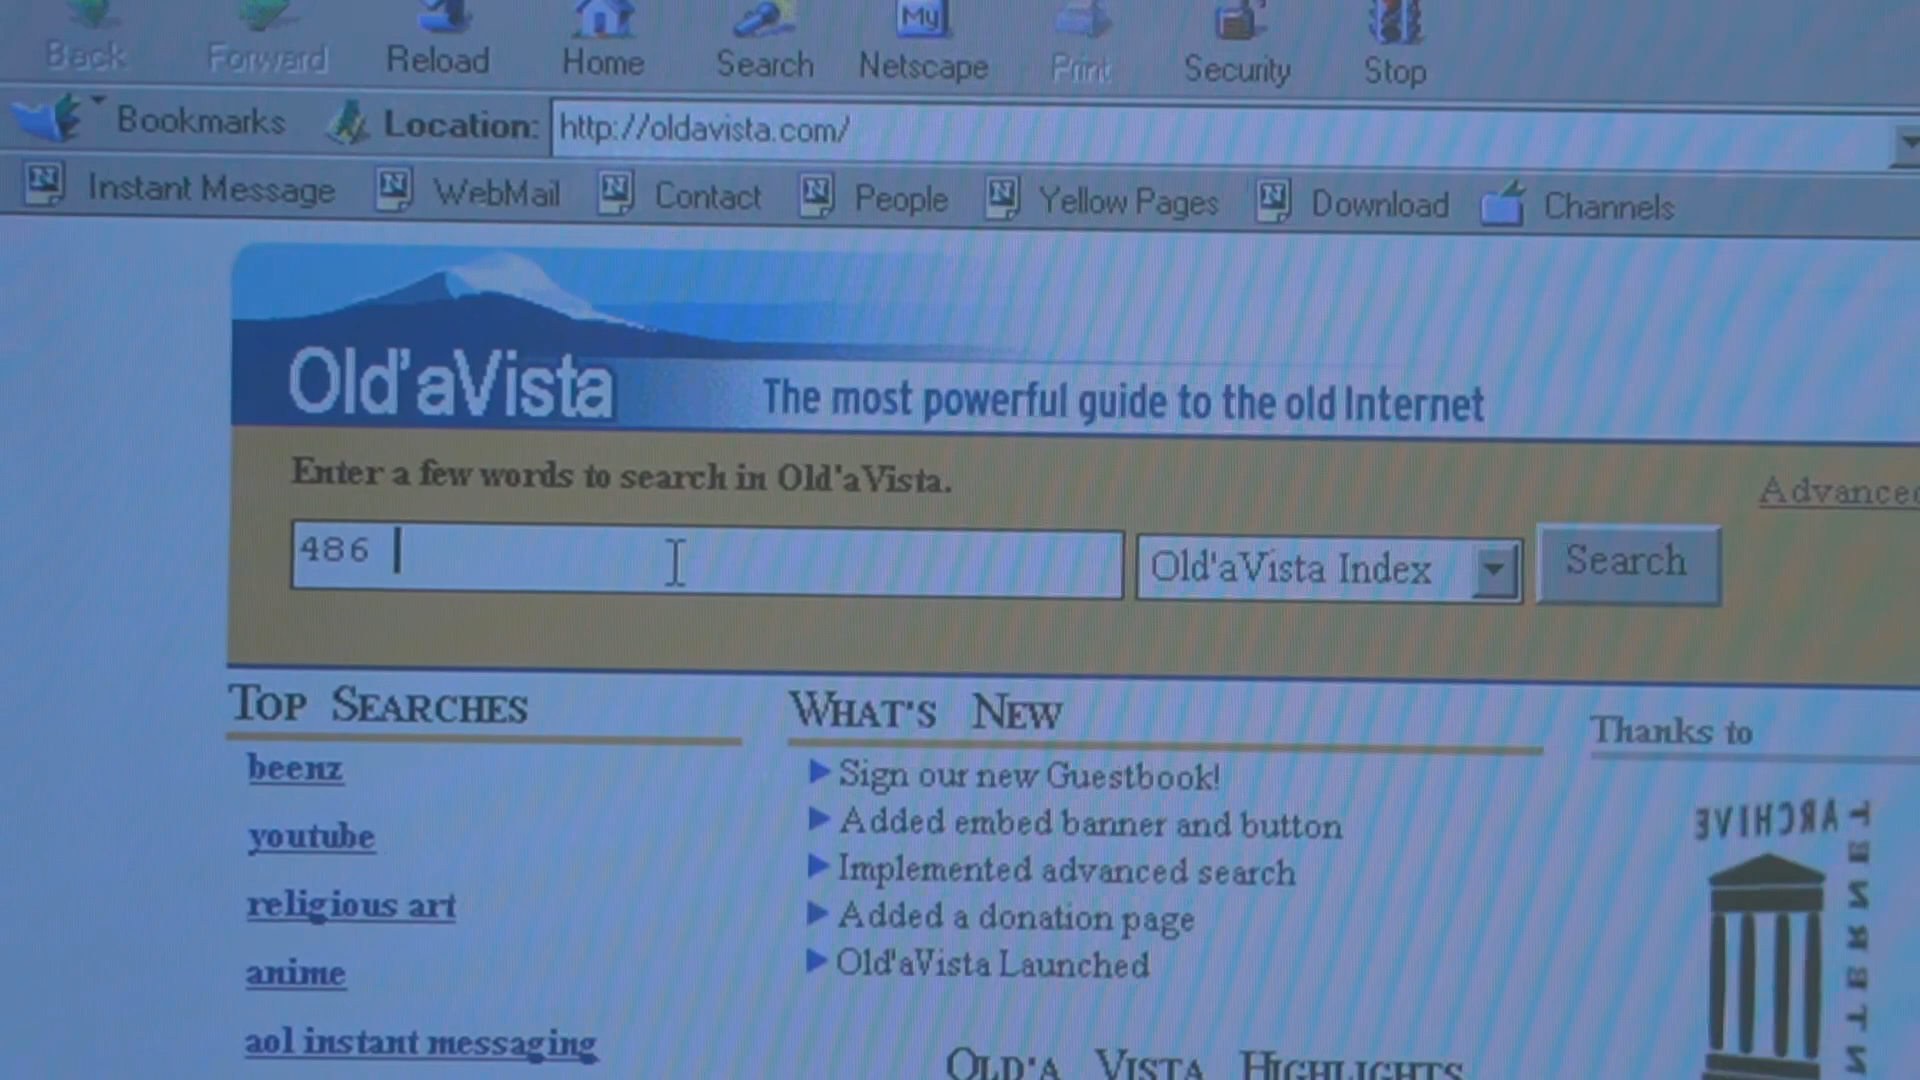 Back Forward Reload Home Search Netscape Print Security Stop
My
Bookmarks Location: http://oldavista.com/
Instant Message WebMail Contact People Yellow Pages Download Channels
Old'aVista The most powerful guide to the old Internet
Enter a few words to search in Old'aVista.
Advanced
486 Old'aVista Index Search
TOP SEARCHES
beenz
youtube
religious art
anime
aol instant messaging
WHAT'S NEW
Sign our new Guestbook!
Added embed banner and button
Implemented advanced search
Added a donation page
Old'aVista Launched
OLD'A VISTA HIGHLIGHTS
Thanks to
ARCHIVE